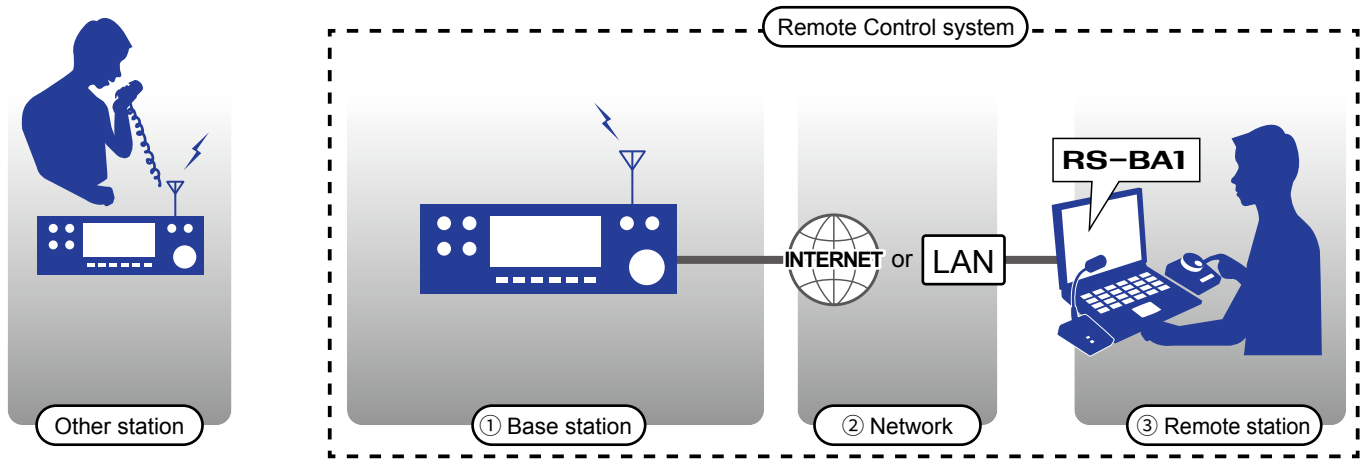 Remote Control system
RS-BA1
INTERNET or LAN
Other station
① Base station
② Network
③ Remote station